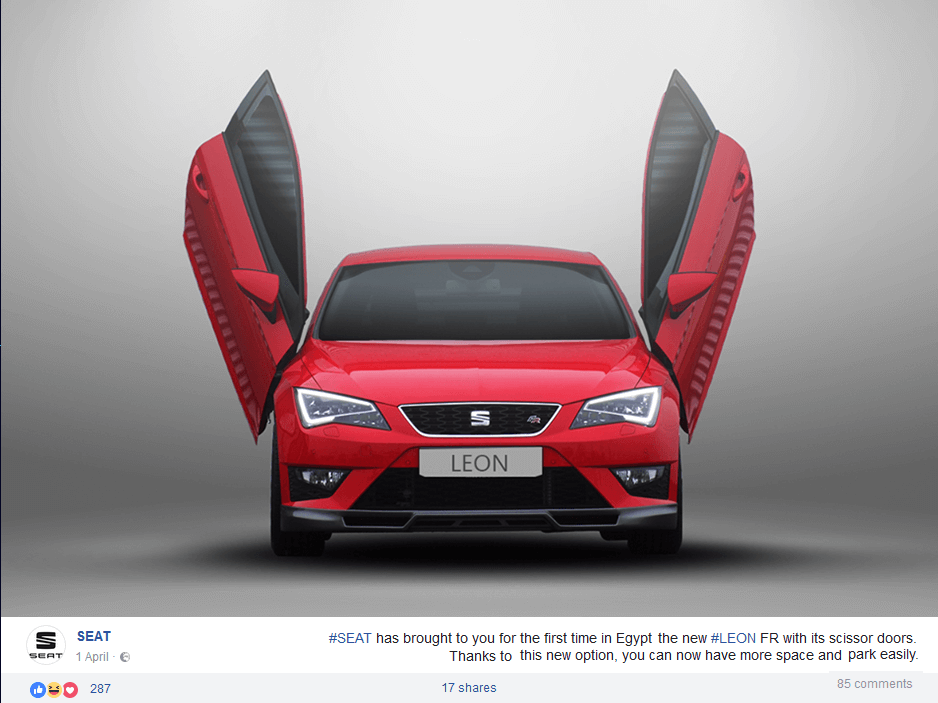 LEON
SEAT
SEAT
1 April ·
#SEAT has brought to you for the first time in Egypt the new #LEON FR with its scissor doors.
Thanks to this new option, you can now have more space and park easily.
287
17 shares
85 comments